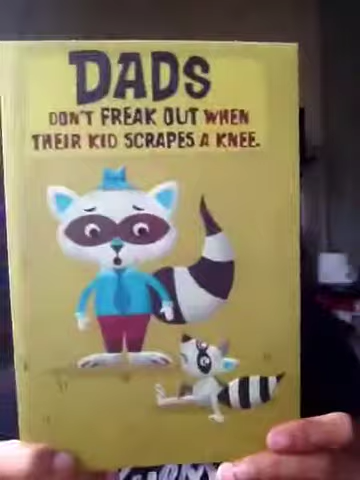 DADS
DON'T FREAK OUT WHEN
THEIR KID SCRAPES A KNEE.